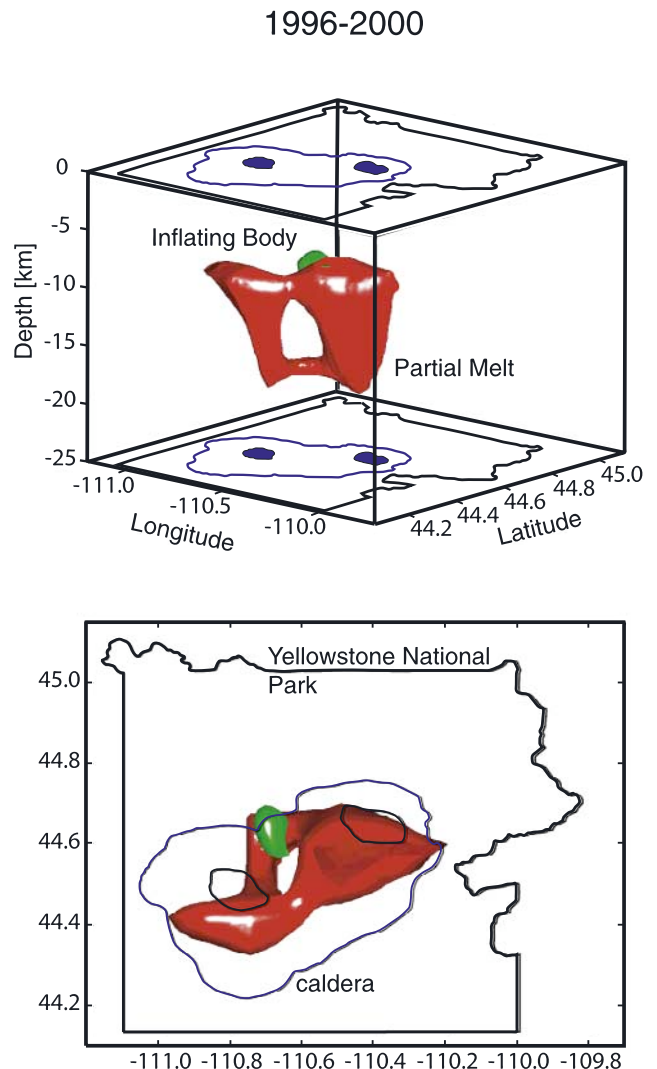 1996-2000
0
-5
Inflating Body
-10
Depth [km]
-15
Partial Melt
-20
-25
-111.0
-110.5
-110.0
Longitude
44.2
44.4
44.6
44.8
45.0
Latitude
Yellowstone National
Park
45.0
44.8
44.6
44.4
44.2
caldera
-111.0 -110.8 -110.6 -110.4 -110.2 -110.0 -109.8